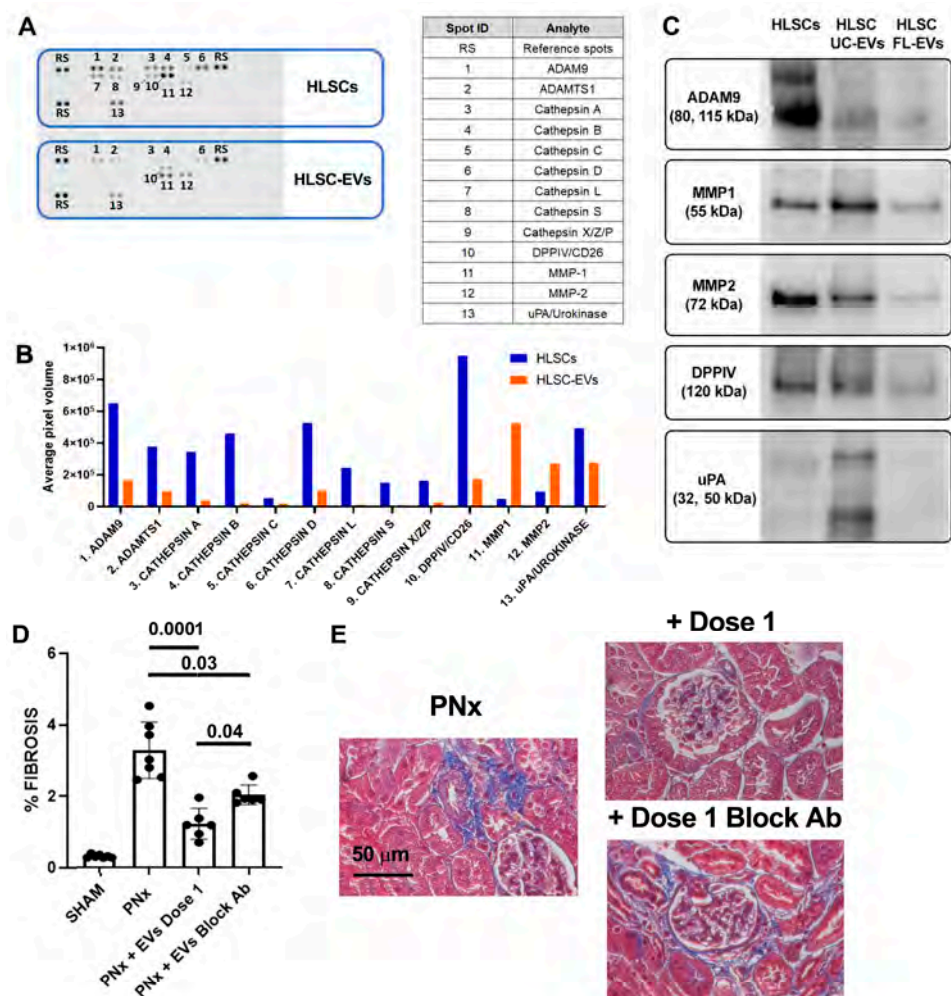 A
RS 1 2 3 4 5 6 RS
7 8 9 10 11 12
RS 13
HLSCs
RS 1 2 3 4 6 RS
10 11 12
RS 13
HLSC-EVs
Spot ID Analyte
RS Reference spots
1 ADAM9
2 ADAMTS1
3 Cathepsin A
4 Cathepsin B
5 Cathepsin C
6 Cathepsin D
7 Cathepsin L
8 Cathepsin S
9 Cathepsin X/Z/P
10 DPPIV/CD26
11 MMP-1
12 MMP-2
13 uPA/Urokinase
B
Average pixel volume
1×10⁶
8×10⁵
6×10⁵
4×10⁵
2×10⁵
0
HLSCs
HLSC-EVs
1. ADAM9
2. ADAMTS1
3. CATHEPSIN A
4. CATHEPSIN B
5. CATHEPSIN C
6. CATHEPSIN D
7. CATHEPSIN L
8. CATHEPSIN S
9. CATHEPSIN X/Z/P
10. DPPIV/CD26
11. MMP1
12. MMP2
13. uPA/UROKINASE
C
HLSCs HLSC HLSC
UC-EVs FL-EVs
ADAM9
(80, 115 kDa)
MMP1
(55 kDa)
MMP2
(72 kDa)
DPPIV
(120 kDa)
uPA
(32, 50 kDa)
D
% FIBROSIS
6
4
2
0
0.0001
0.03
0.04
SHAM
PNx
PNx + EVs Dose 1
PNx + EVs Block Ab
E
PNx
50 μm
+ Dose 1
+ Dose 1 Block Ab